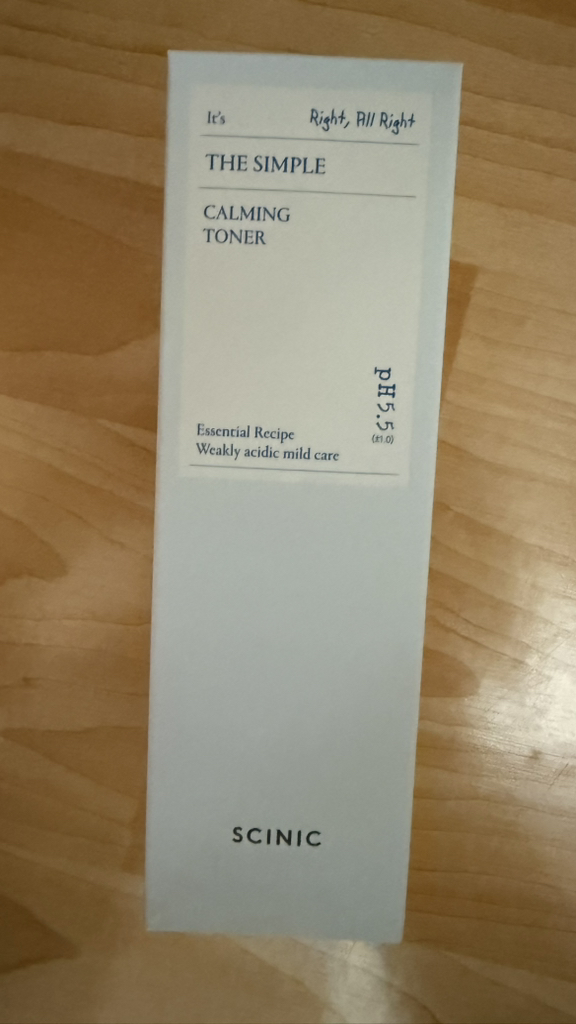 It's Right, All Right
THE SIMPLE
CALMING
TONER
pH5.5
(±1.0)
Essential Recipe
Weakly acidic mild care
SCINIC